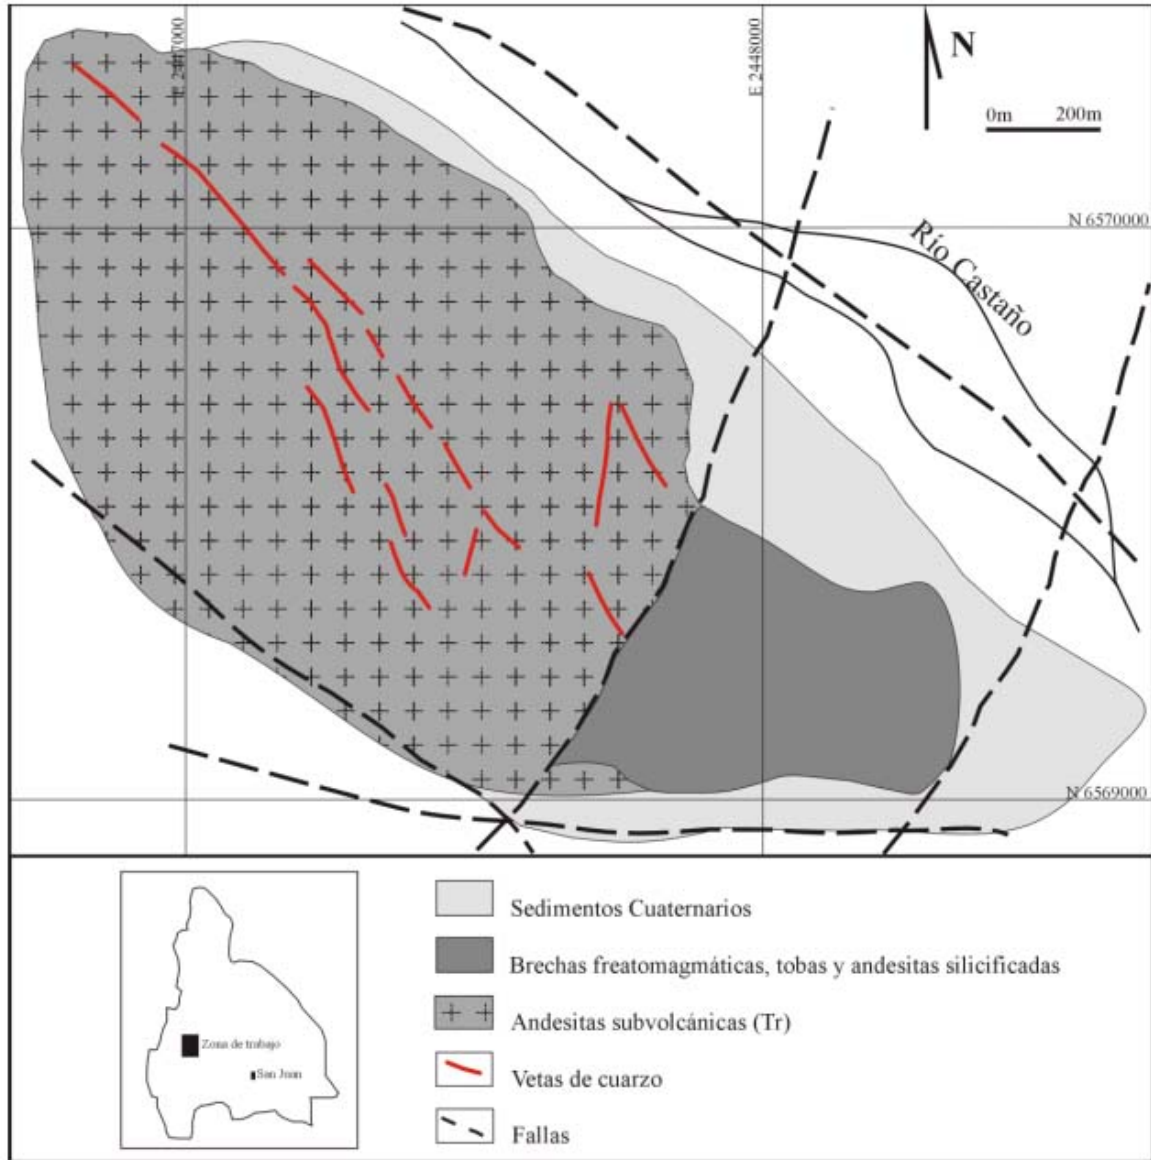 E 2447000
E 2448000
N
0m 200m
N 6570000
Río Castaño
N 6569000
Zona de trabajo
San Juan
Sedimentos Cuaternarios
Brechas freatomagmáticas, tobas y andesitas silicificadas
Andesitas subvolcánicas (Tr)
Vetas de cuarzo
Fallas